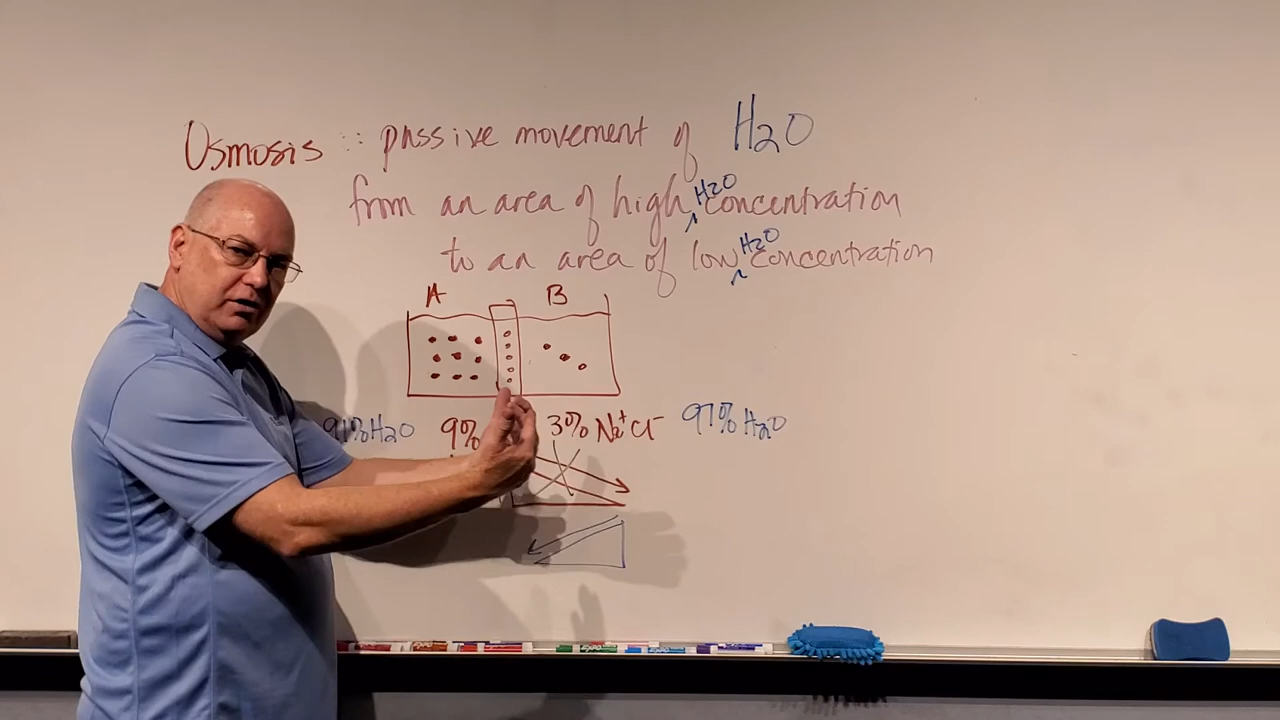 Osmosis :: passive movement of H2O
from an area of high H2O concentration
to an area of low H2O concentration
A B
91% H2O 9% 3% Na+Cl- 97% H2O